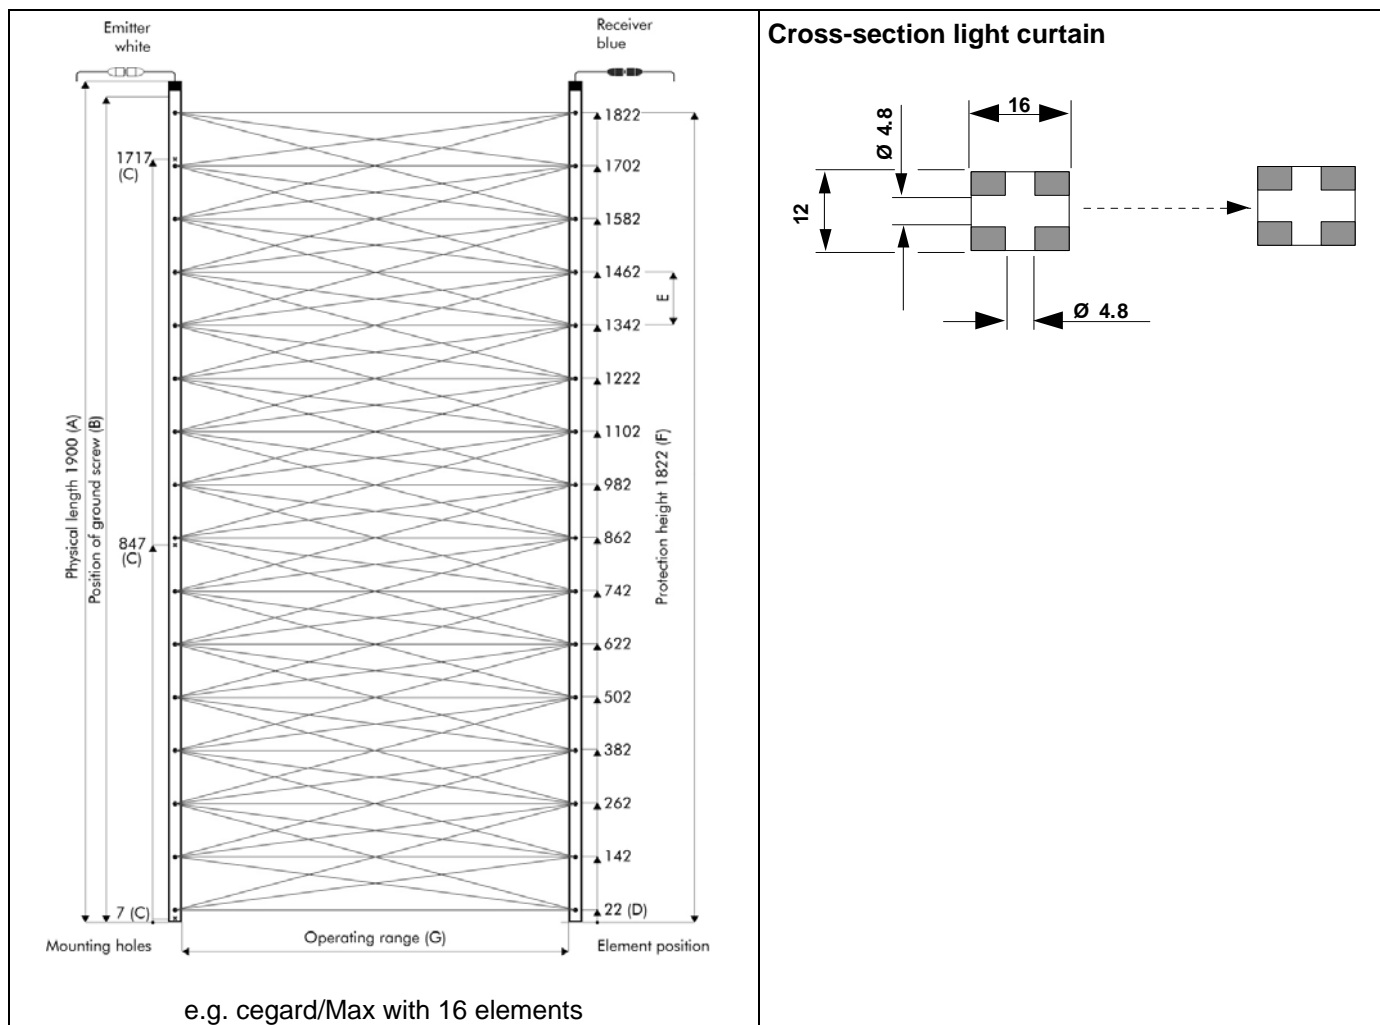 Emitter
white
Receiver
blue
1822
1717
(C)
1702
1582
1462
E
1342
1222
1102
982
Physical length 1900 (A)
Position of ground screw (B)
Protection height 1822 (F)
862
847
(C)
742
622
502
382
262
142
7 (C)
22 (D)
Mounting holes
Operating range (G)
Element position
e.g. cegard/Max with 16 elements
Cross-section light curtain
16
Ø 4.8
12
Ø 4.8